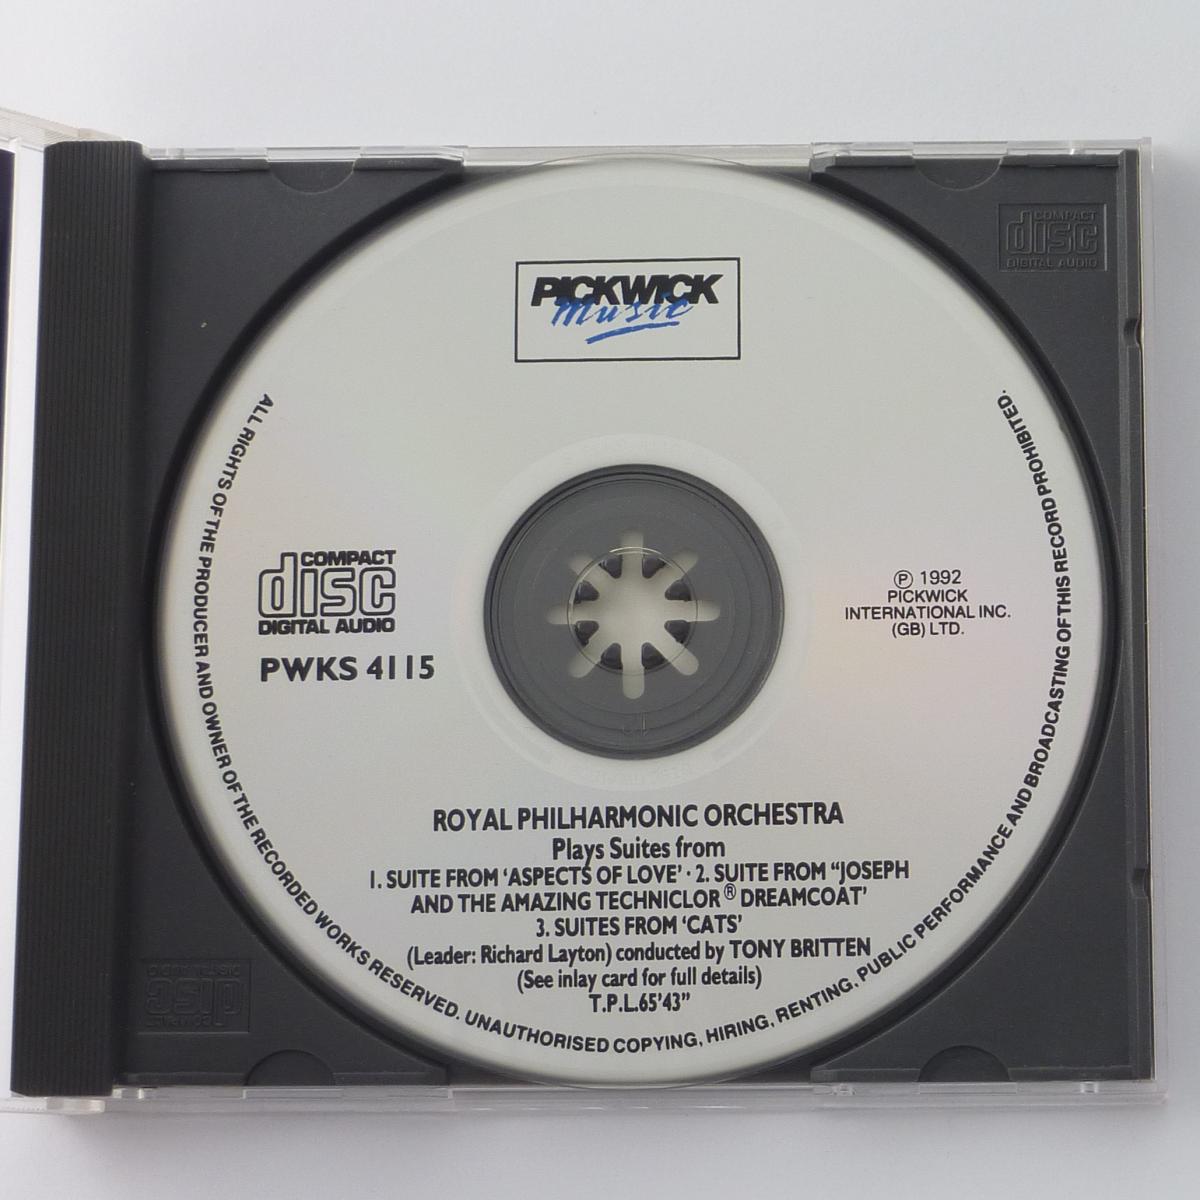 PICKWICK
music
COMPACT
disc
DIGITAL AUDIO
COMPACT
disc
DIGITAL AUDIO
PWKS 4115
℗ 1992
PICKWICK
INTERNATIONAL INC.
(GB) LTD.
ROYAL PHILHARMONIC ORCHESTRA
Plays Suites from
1. SUITE FROM 'ASPECTS OF LOVE' · 2. SUITE FROM "JOSEPH
AND THE AMAZING TECHNICLOR® DREAMCOAT'
3. SUITES FROM 'CATS'
(Leader: Richard Layton) conducted by TONY BRITTEN
(See inlay card for full details)
T.P.L.65'43"
ALL RIGHTS OF THE PRODUCER AND OWNER OF THE RECORDED WORKS RESERVED. UNAUTHORISED COPYING, HIRING, RENTING, PUBLIC PERFORMANCE AND BROADCASTING OF THIS RECORD PROHIBITED.
COMPACT
disc
DIGITAL AUDIO